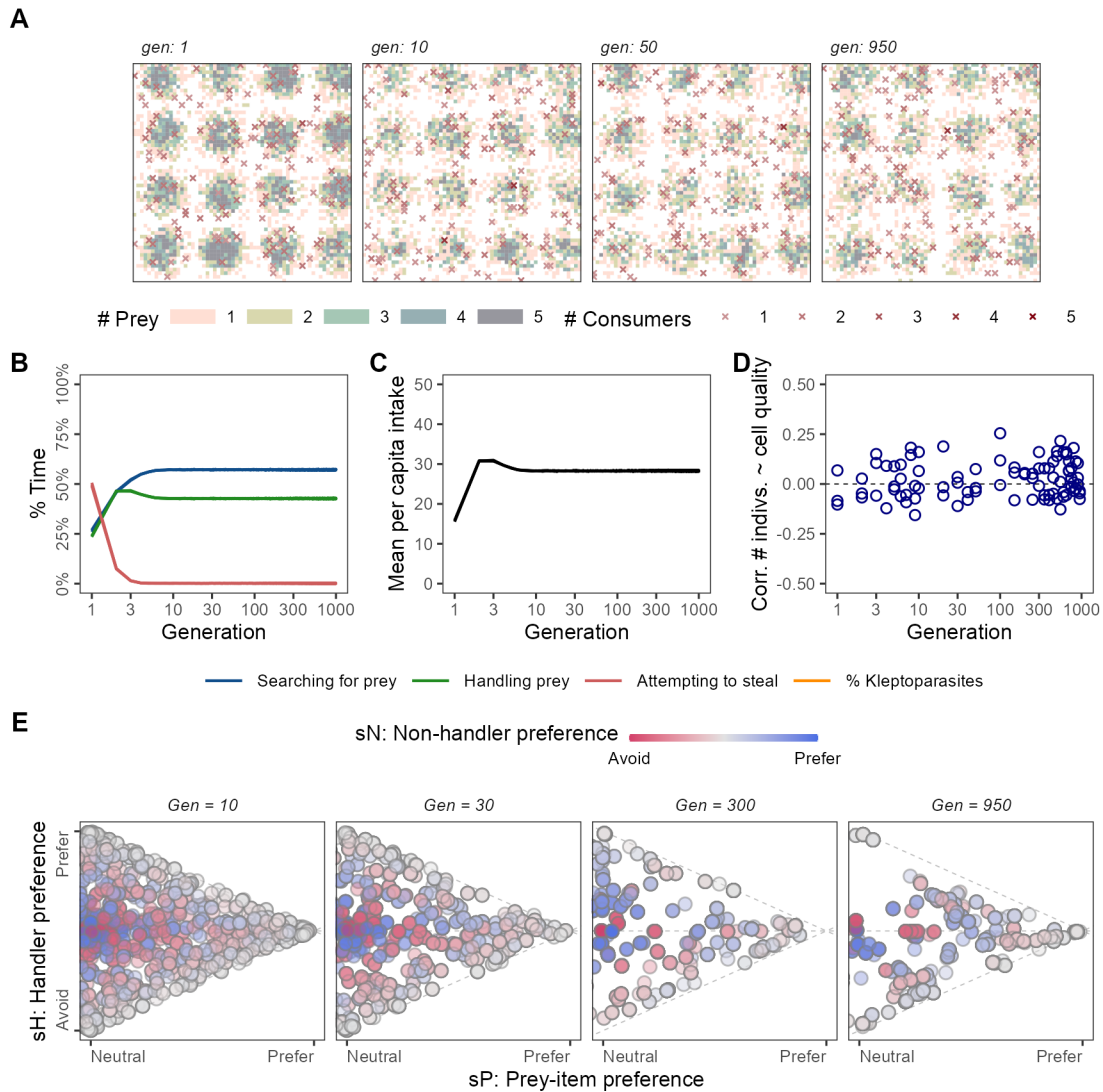 A
gen: 1
gen: 10
gen: 50
gen: 950
# Prey 1 2 3 4 5 # Consumers 1 2 3 4 5
B
% Time
100%
75%
50%
25%
0%
1 3 10 30 100 300 1000
Generation
C
Mean per capita intake
50
40
30
20
10
0
1 3 10 30 100 300 1000
Generation
D
Corr. # indivs. ~ cell quality
0.50
0.25
0.00
-0.25
-0.50
1 3 10 30 100 300 1000
Generation
Searching for prey Handling prey Attempting to steal % Kleptoparasites
E
sN: Non-handler preference
Avoid Prefer
Gen = 10
Gen = 30
Gen = 300
Gen = 950
sH: Handler preference
Prefer
Avoid
Neutral Prefer
Neutral Prefer
Neutral Prefer
Neutral Prefer
sP: Prey-item preference